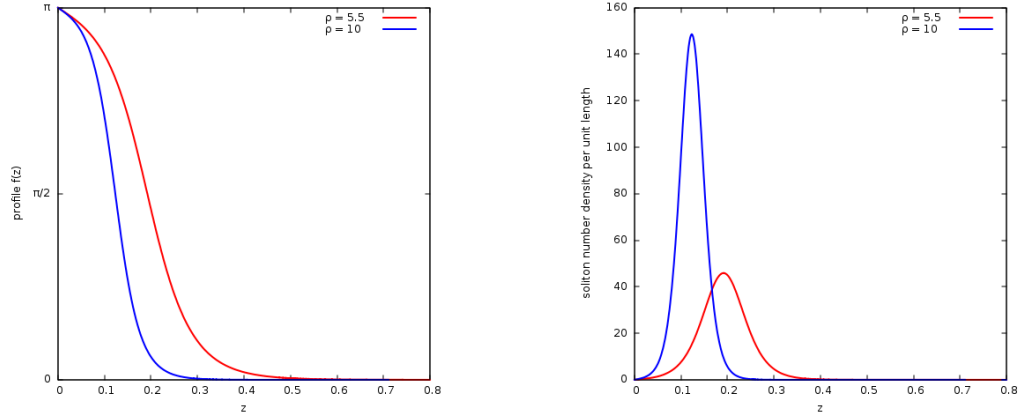 π
π/2
0
profile f(z)
0 0.1 0.2 0.3 0.4 0.5 0.6 0.7 0.8
z
ρ = 5.5
ρ = 10
160
140
120
100
80
60
40
20
0
soliton number density per unit length
0 0.1 0.2 0.3 0.4 0.5 0.6 0.7 0.8
z
ρ = 5.5
ρ = 10